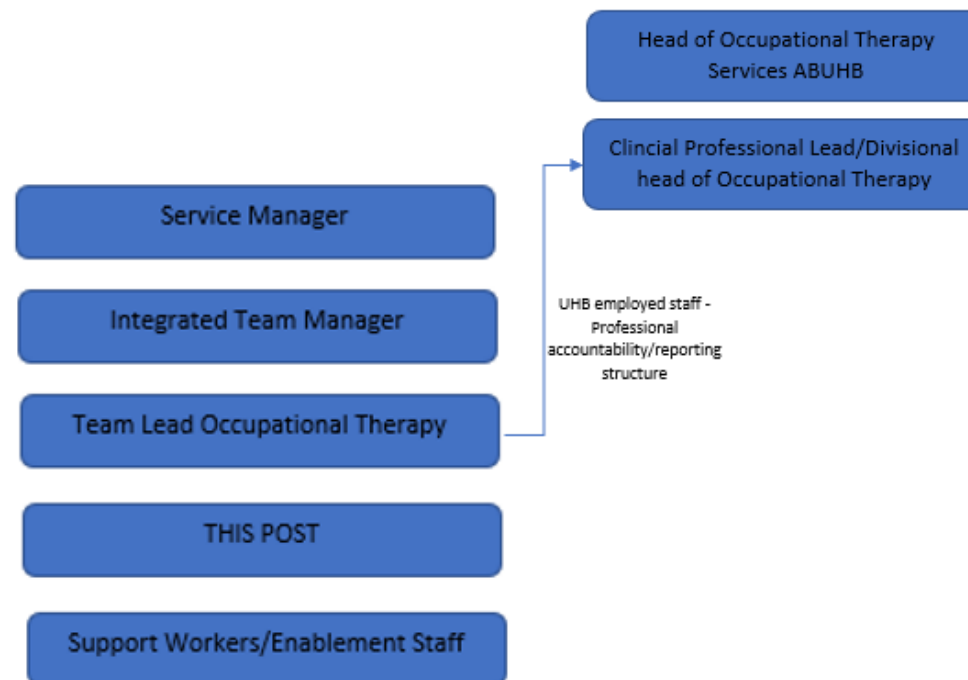 Head of Occupational Therapy
Services ABUHB
Clincial Professional Lead/Divisional
head of Occupational Therapy
Service Manager
Integrated Team Manager
Team Lead Occupational Therapy
UHB employed staff -
Professional
accountability/reporting
structure
THIS POST
Support Workers/Enablement Staff